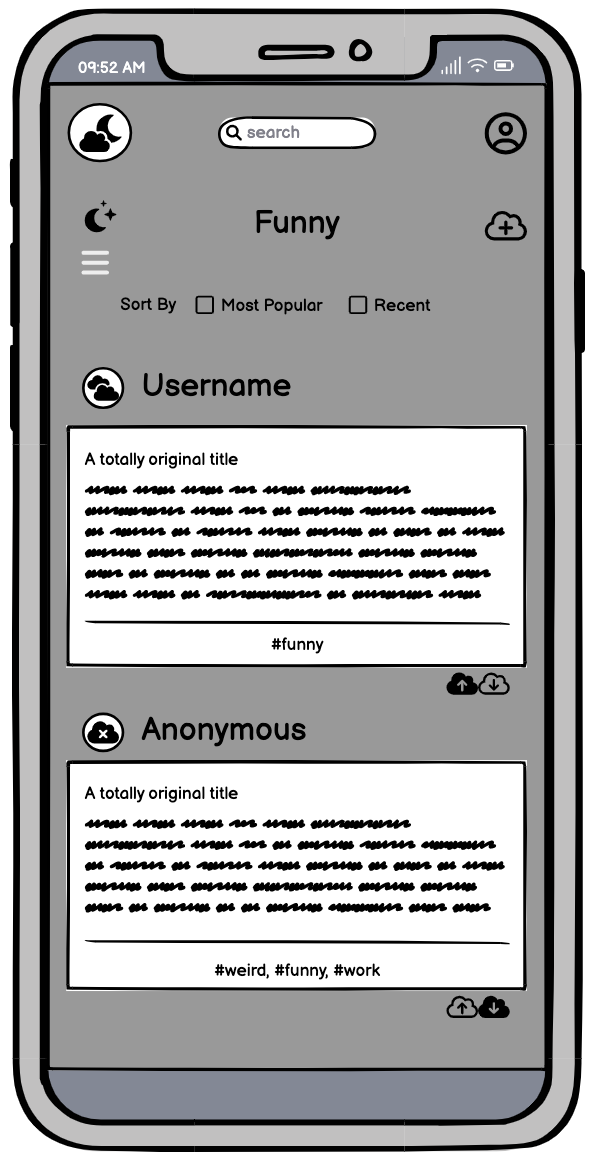 09:52 AM
search
Funny
Sort By Most Popular Recent
Username
A totally original title
#funny
Anonymous
A totally original title
#weird, #funny, #work